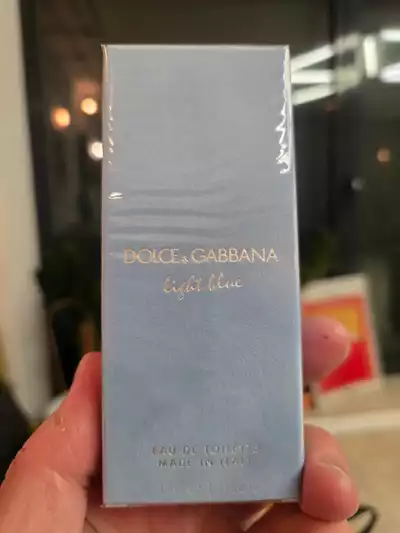 DOLCE & GABBANA
light blue
EAU DE TOILETTE
MADE IN ITALY